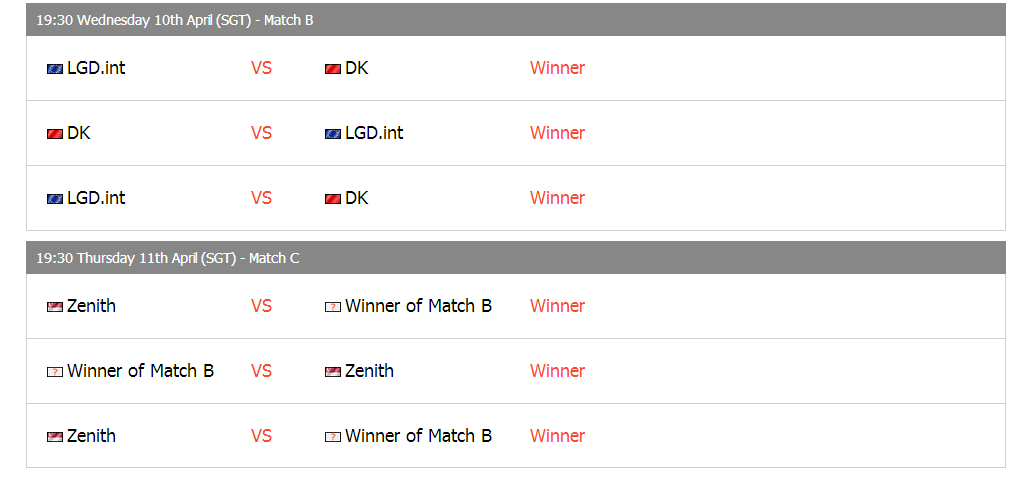 19:30 Wednesday 10th April (SGT) - Match B
LGD.int VS DK Winner
DK VS LGD.int Winner
LGD.int VS DK Winner
19:30 Thursday 11th April (SGT) - Match C
Zenith VS ? Winner of Match B Winner
? Winner of Match B VS Zenith Winner
Zenith VS ? Winner of Match B Winner